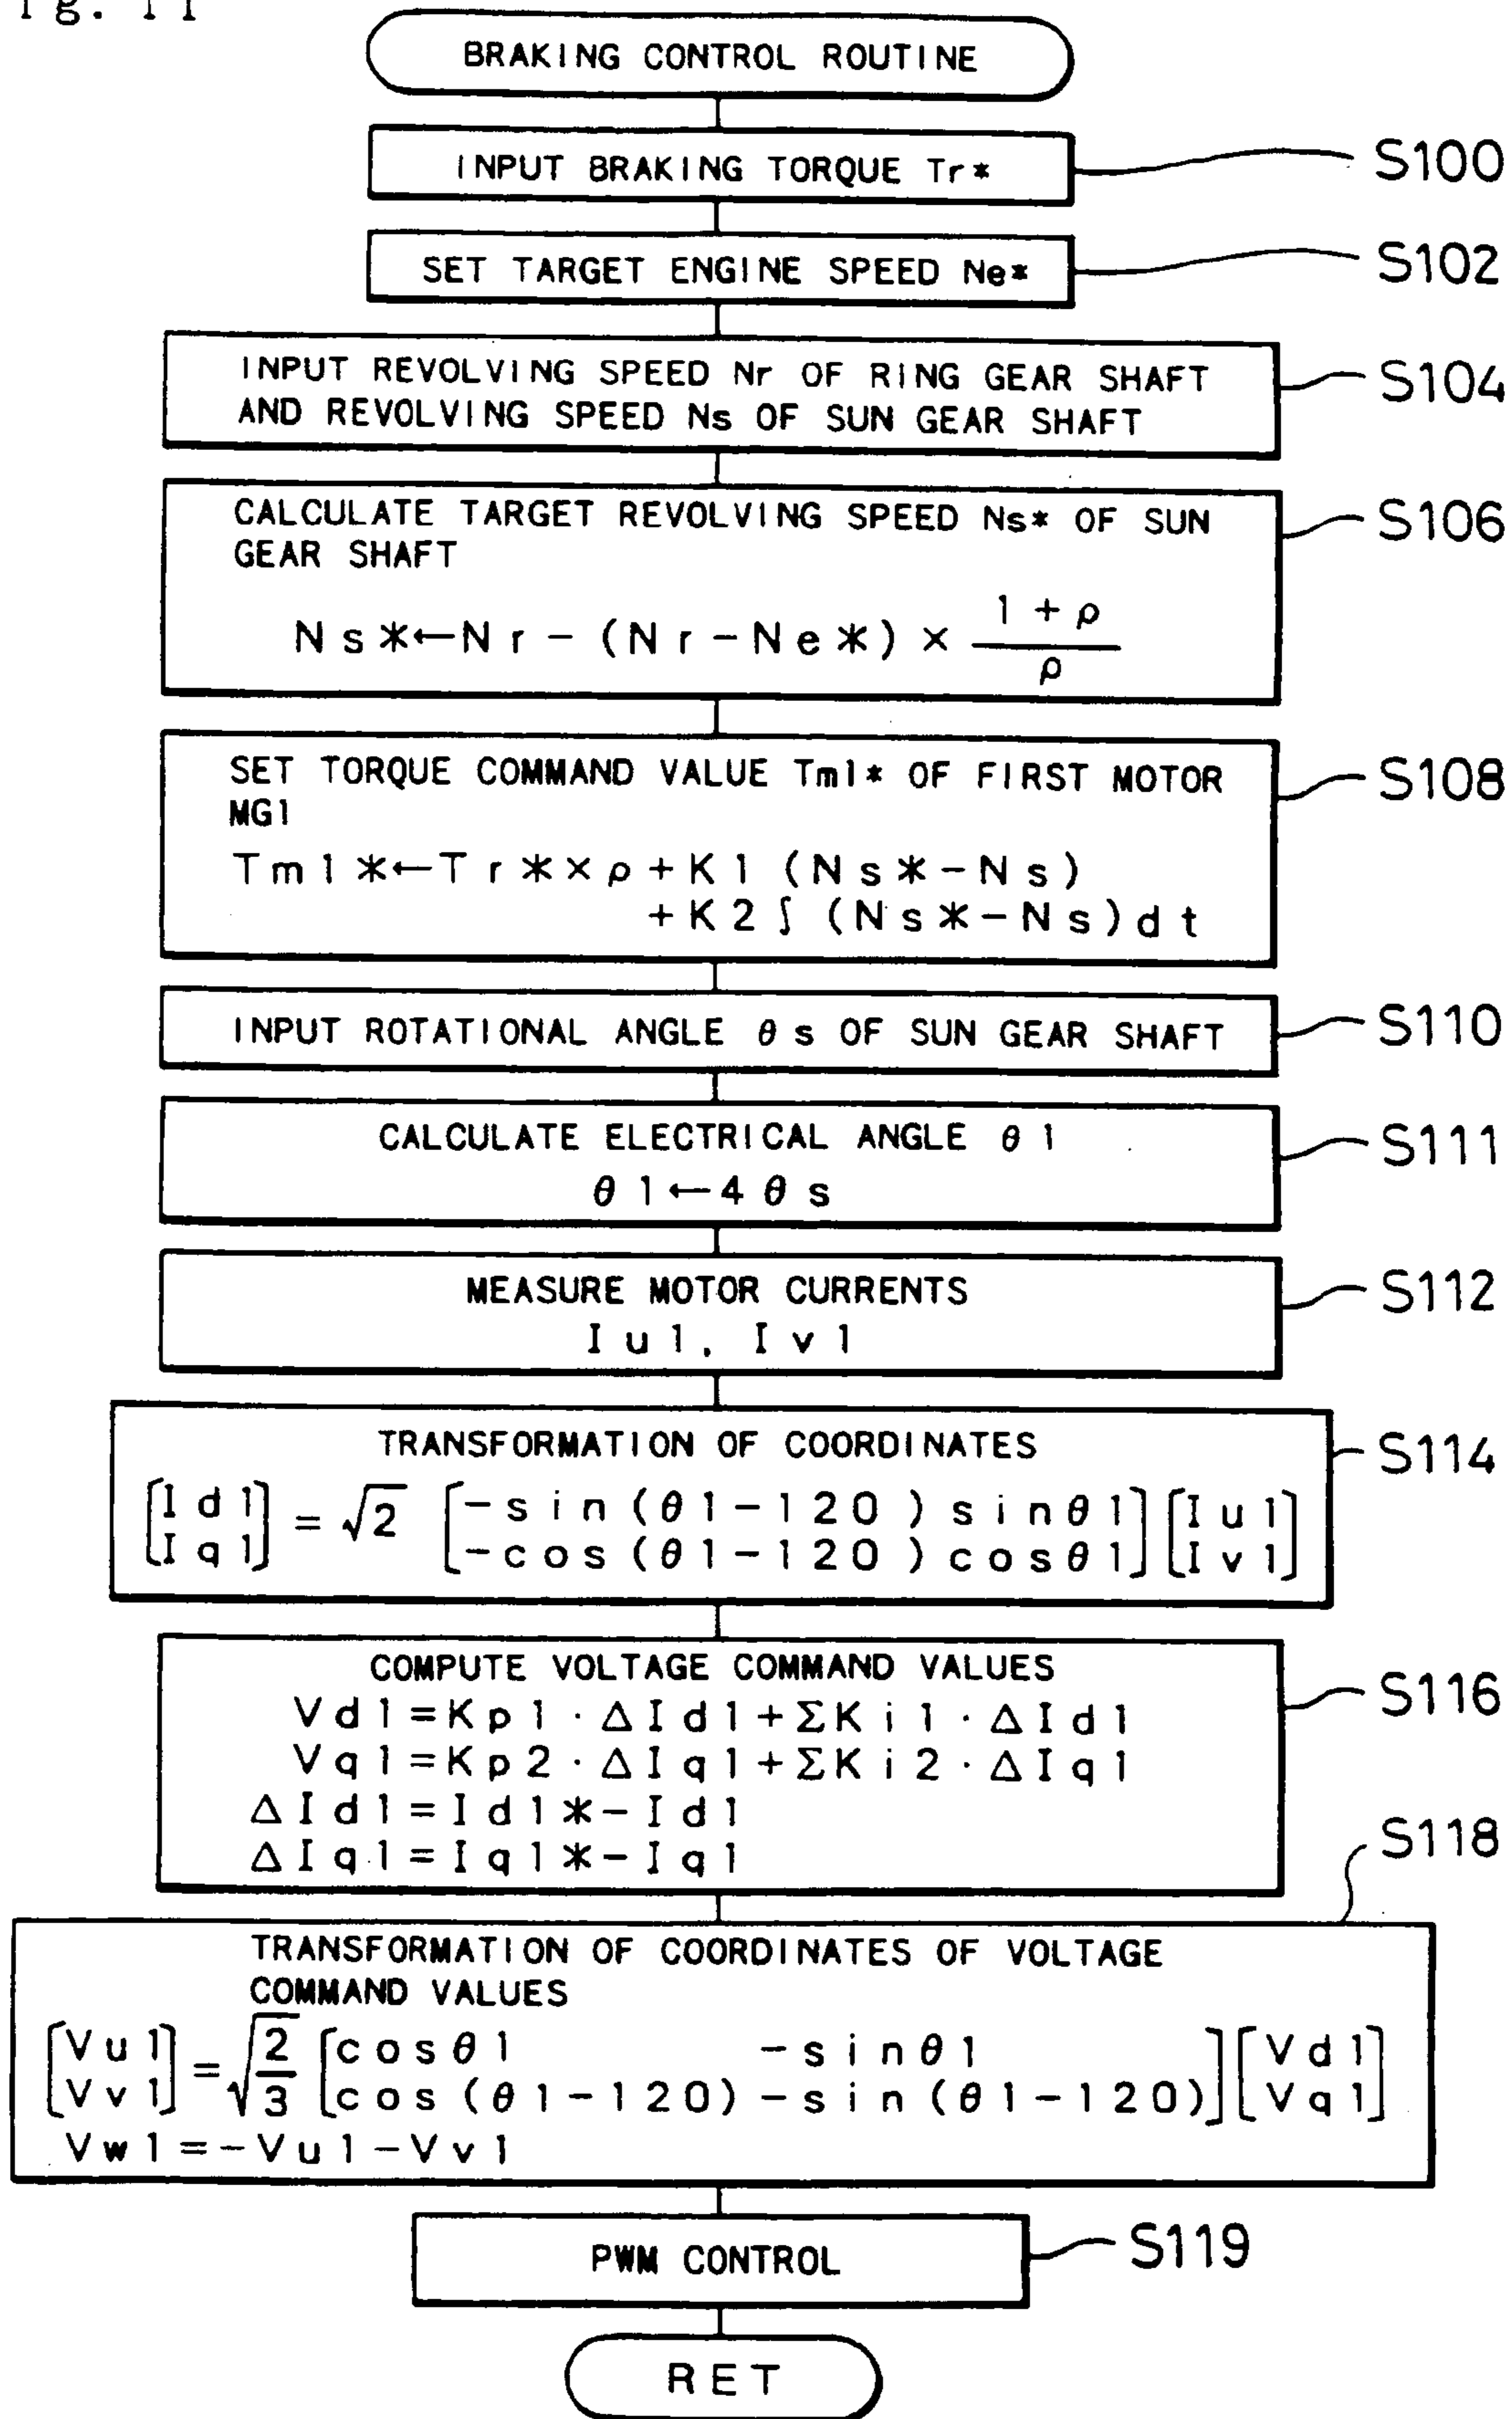 ig. 11
BRAKING CONTROL ROUTINE
INPUT BRAKING TORQUE Tr*
S100
SET TARGET ENGINE SPEED Ne*
S102
INPUT REVOLVING SPEED Nr OF RING GEAR SHAFT
AND REVOLVING SPEED Ns OF SUN GEAR SHAFT
S104
CALCULATE TARGET REVOLVING SPEED Ns* OF SUN
GEAR SHAFT
Ns*←Nr-(Nr-Ne*)×(1+ρ)/ρ
S106
SET TORQUE COMMAND VALUE Tm1* OF FIRST MOTOR
MG1
Tm1*←Tr*×ρ+K1(Ns*-Ns)
+K2∫(Ns*-Ns)dt
S108
INPUT ROTATIONAL ANGLE θs OF SUN GEAR SHAFT
S110
CALCULATE ELECTRICAL ANGLE θ1
θ1←4θs
S111
MEASURE MOTOR CURRENTS
Iu1, Iv1
S112
TRANSFORMATION OF COORDINATES
[Id1] = √2 [-sin(θ1-120) sinθ1][Iu1]
[Iq1] [-cos(θ1-120) cosθ1][Iv1]
S114
COMPUTE VOLTAGE COMMAND VALUES
Vd1=Kp1·ΔId1+ΣKi1·ΔId1
Vq1=Kp2·ΔIq1+ΣKi2·ΔIq1
ΔId1=Id1*-Id1
ΔIq1=Iq1*-Iq1
S116
S118
TRANSFORMATION OF COORDINATES OF VOLTAGE
COMMAND VALUES
[Vu1] = √2/3 [cosθ1 -sinθ1][Vd1]
[Vv1] [cos(θ1-120)-sin(θ1-120)][Vq1]
Vw1=-Vu1-Vv1
PWM CONTROL
S119
RET